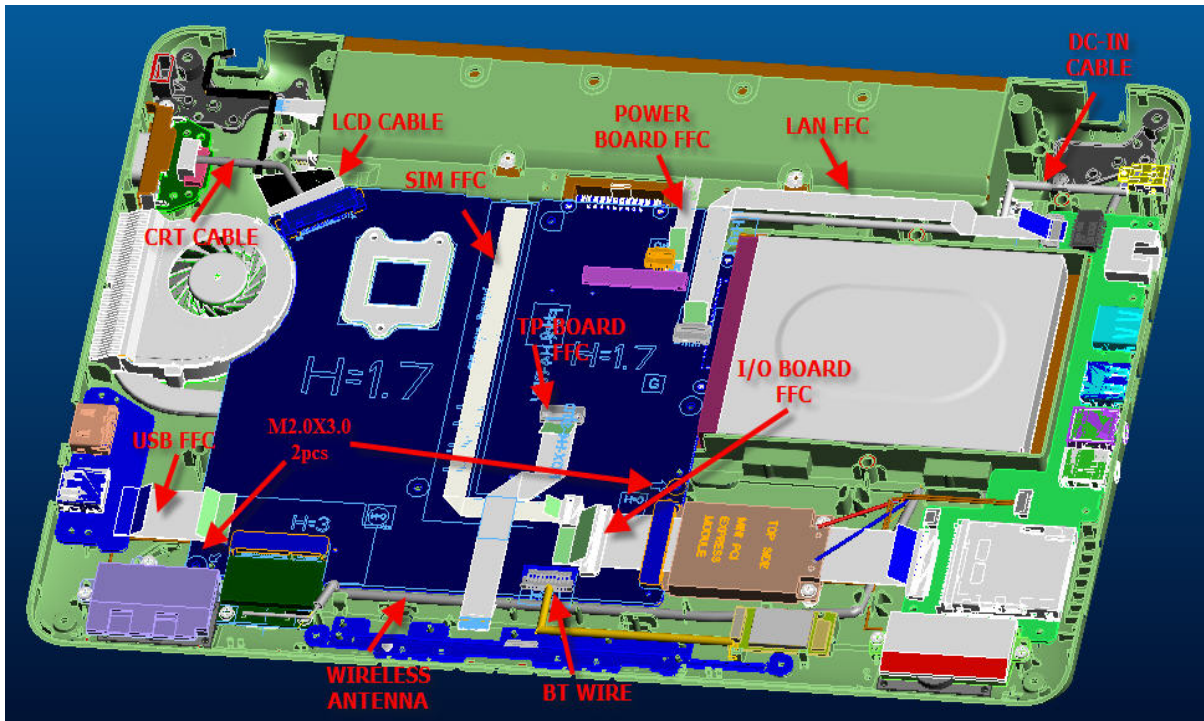 DC-IN
CABLE
POWER
BOARD FFC
LAN FFC
LCD CABLE
SIM FFC
CRT CABLE
TP BOARD
FFC
H=1.7
H=1.7
G
I/O BOARD
FFC
M2.0X3.0
2pcs
USB FFC
H=0
H=3
TOP SIDE
MINI PCI
EXPRESS
MODULE
WIRELESS
ANTENNA
BT WIRE